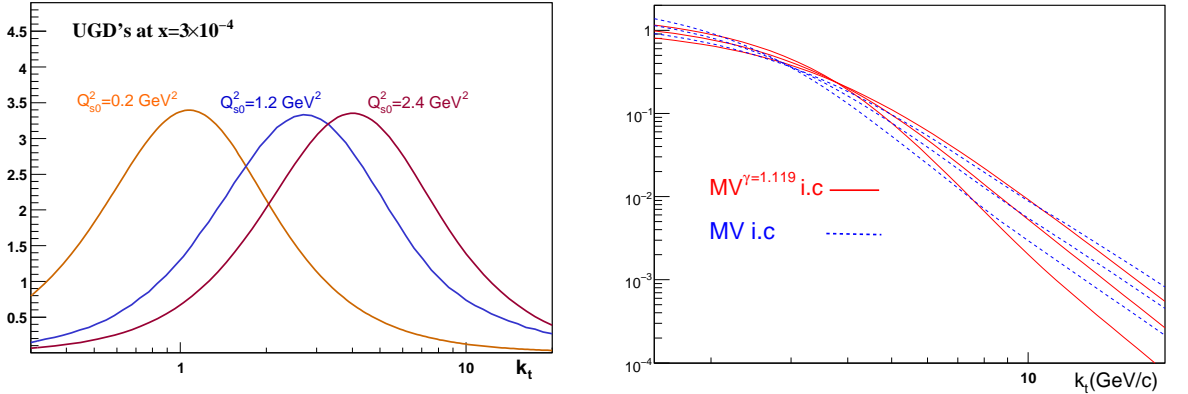 UGD's at x=3×10⁻⁴
4.5
4
3.5
3
2.5
2
1.5
1
0.5
Q²ₛ₀=0.2 GeV²
Q²ₛ₀=1.2 GeV²
Q²ₛ₀=2.4 GeV²
1
10
kₜ
1
10⁻¹
10⁻²
10⁻³
10⁻⁴
MV^γ=1.119 i.c
MV i.c
10
kₜ(GeV/c)